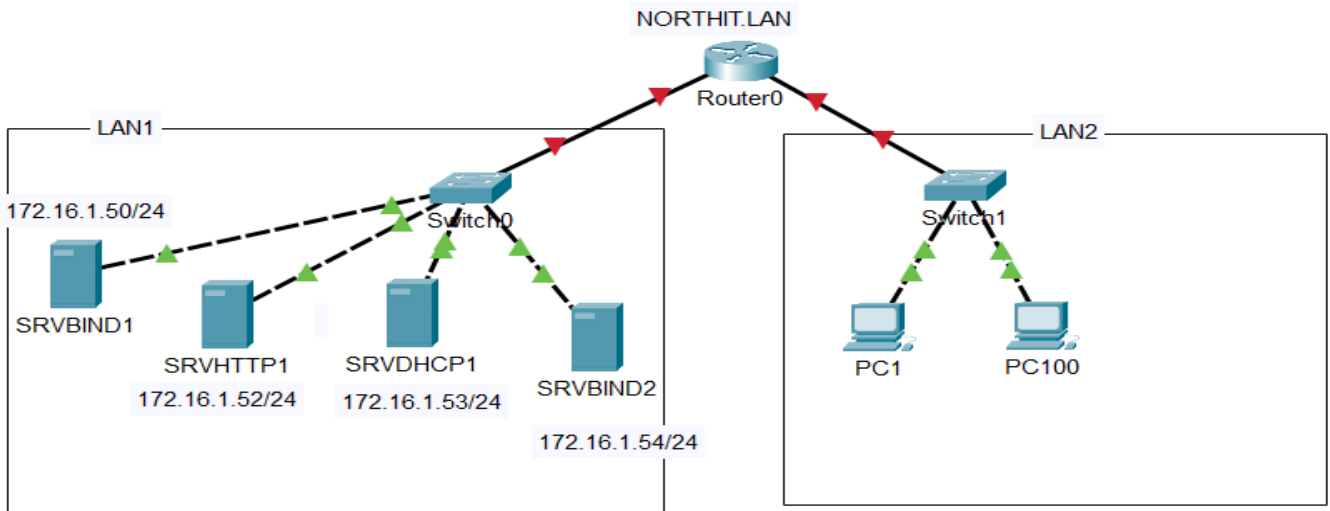 NORTHIT.LAN
Router0
LAN1
LAN2
172.16.1.50/24
Switch0
Switch1
SRVBIND1
SRVHTTP1
SRVDHCP1
SRVBIND2
PC1
PC100
172.16.1.52/24
172.16.1.53/24
172.16.1.54/24